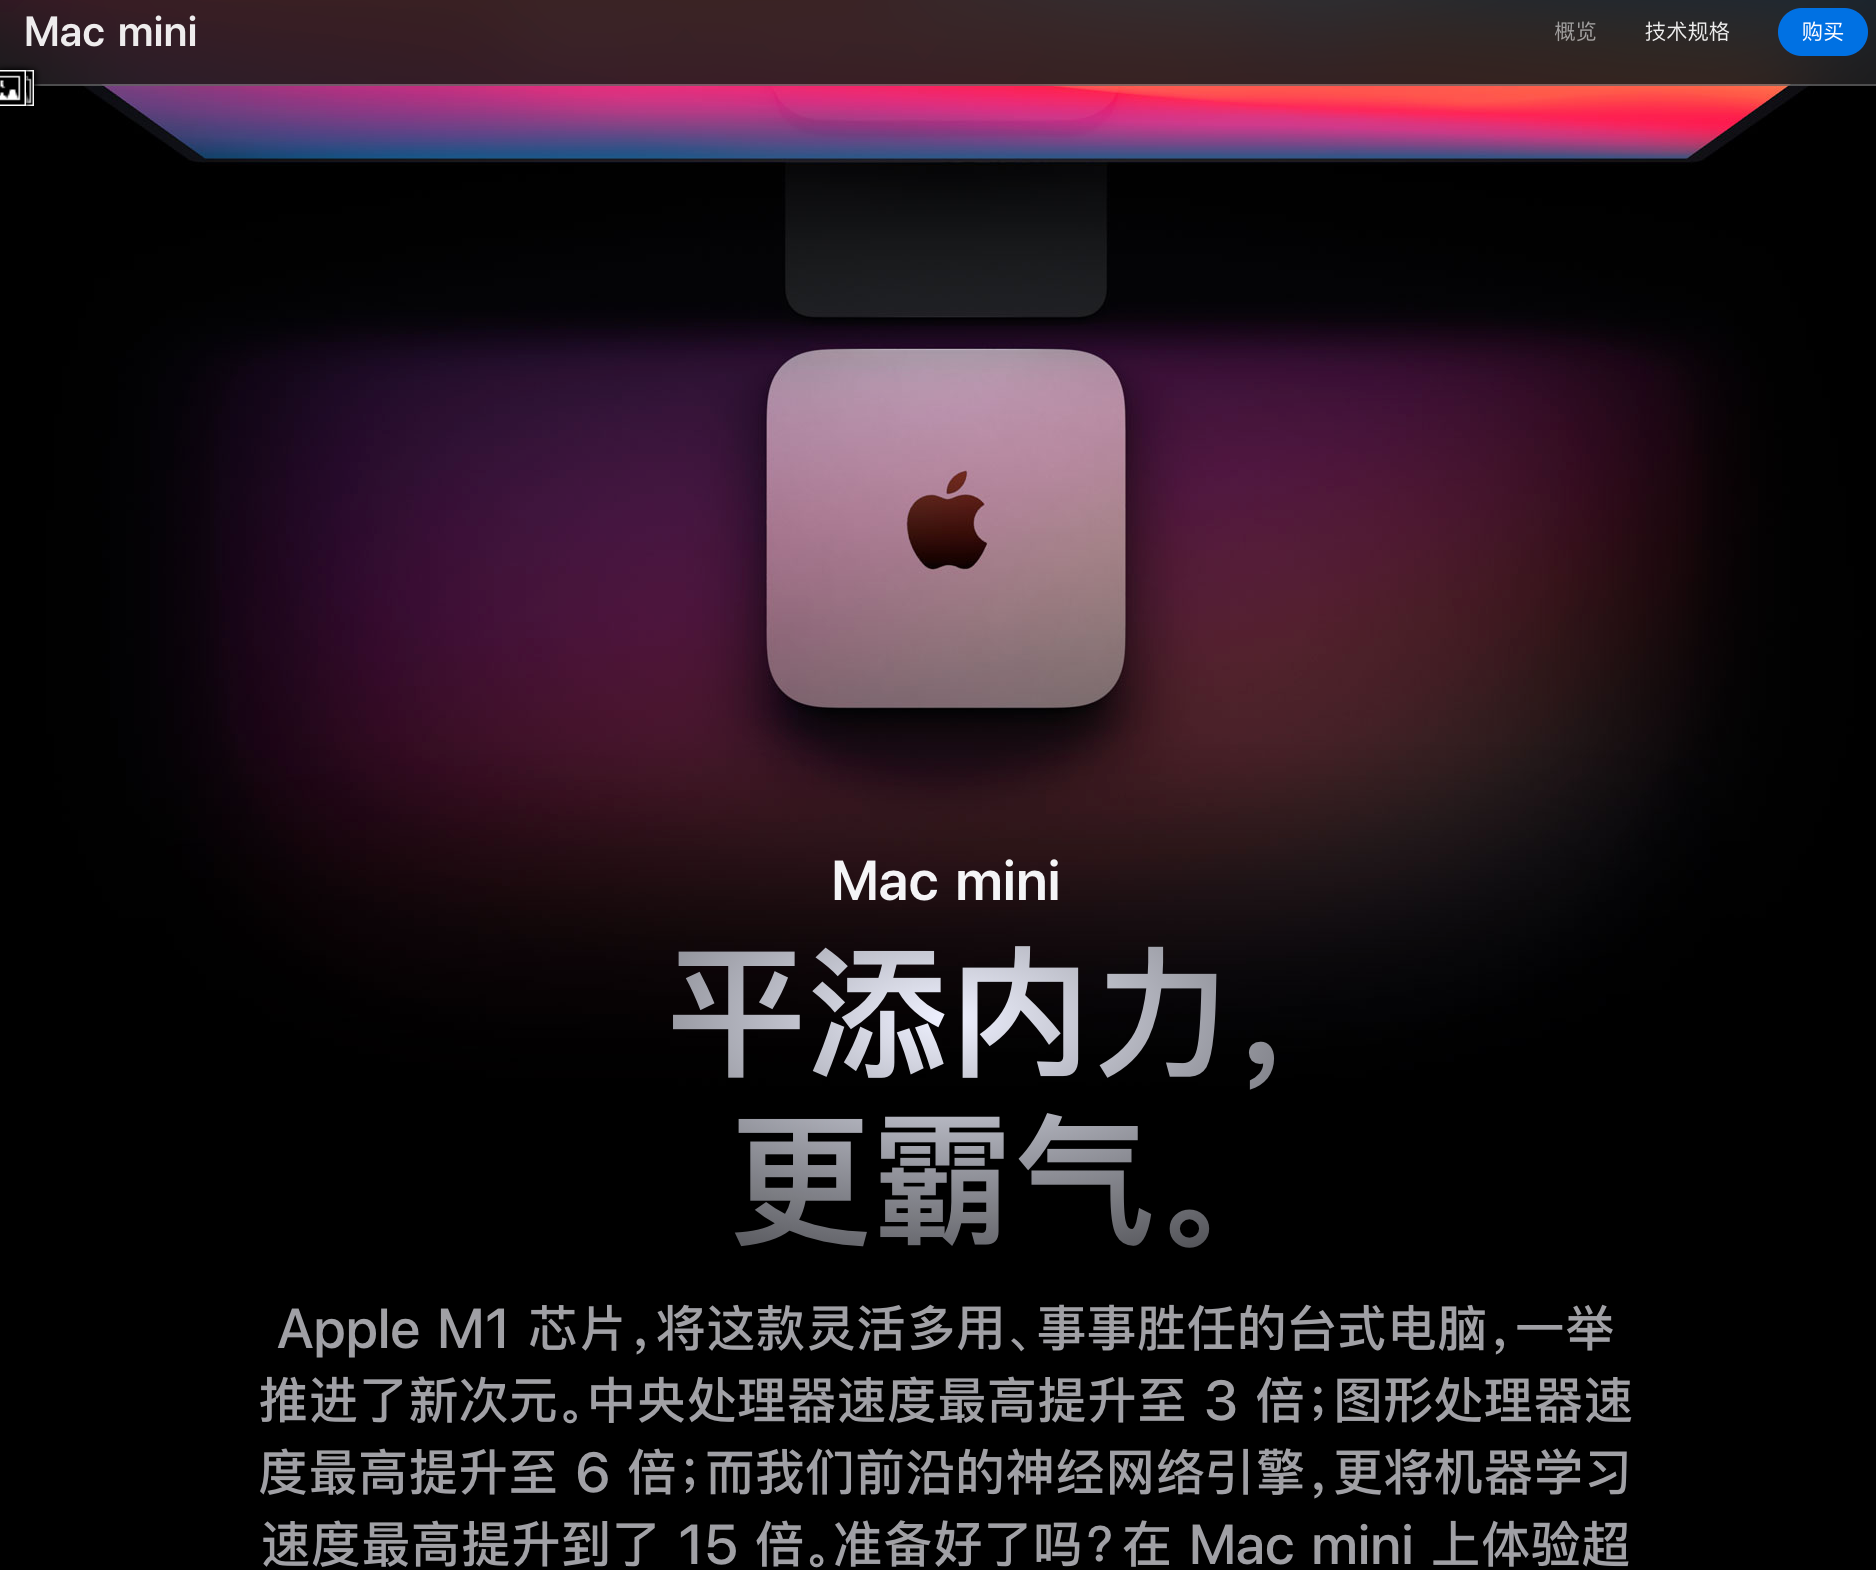 Mac mini
概览
技术规格
购买
Mac mini
平添内力，
更霸气。
Apple M1 芯片，将这款灵活多用、事事胜任的台式电脑，一举
推进了新次元。中央处理器速度最高提升至 3 倍；图形处理器速
度最高提升至 6 倍；而我们前沿的神经网络引擎，更将机器学习
速度最高提升到了 15 倍。准备好了吗？在 Mac mini 上体验超